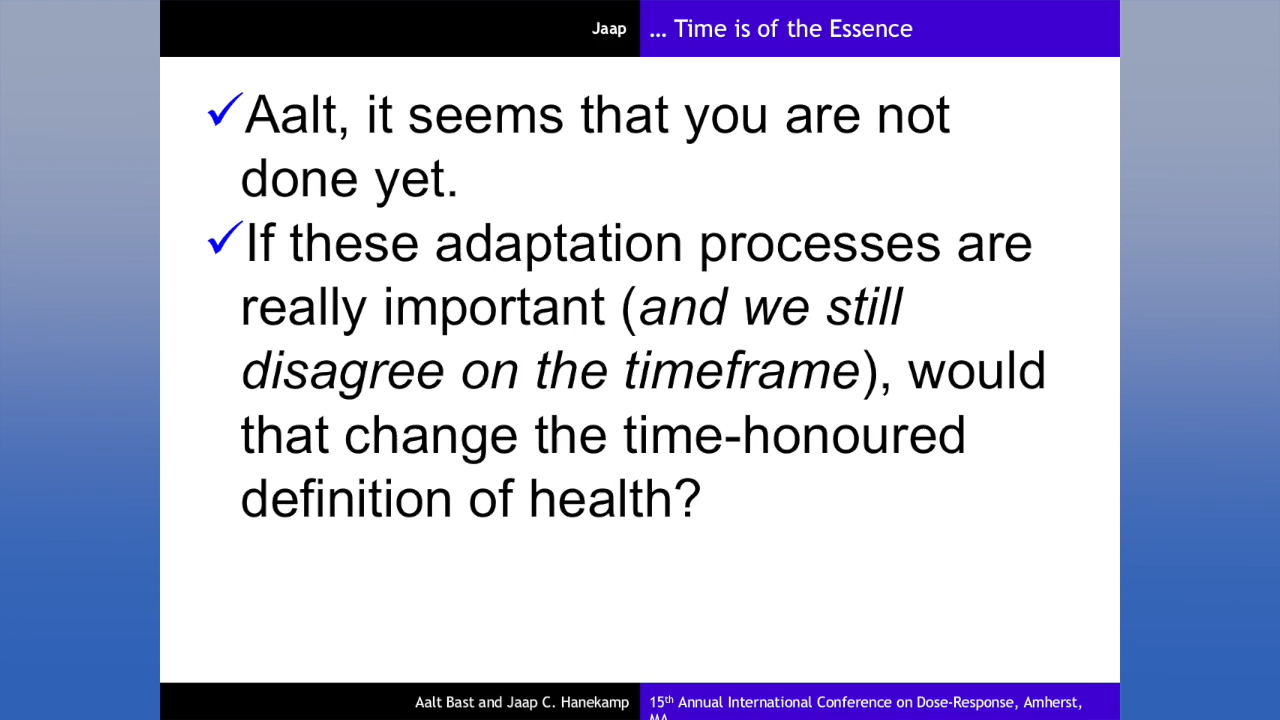 Jaap
... Time is of the Essence
✓Aalt, it seems that you are not
done yet.
✓If these adaptation processes are
really important (and we still
disagree on the timeframe), would
that change the time-honoured
definition of health?
Aalt Bast and Jaap C. Hanekamp
15th Annual International Conference on Dose-Response, Amherst,
MA